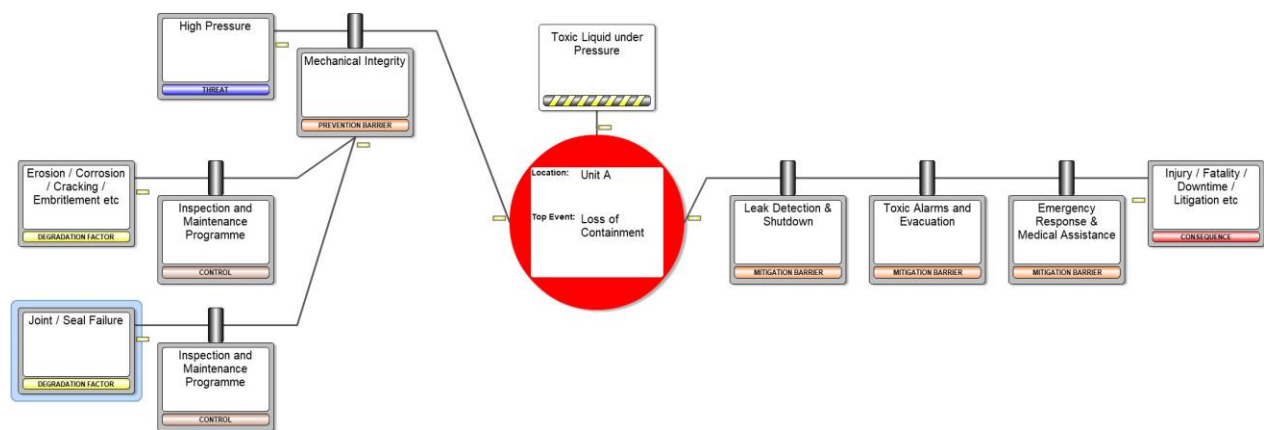 High Pressure
THREAT
Mechanical Integrity
PREVENTION BARRIER
Erosion / Corrosion
/ Cracking /
Embritlement etc
DEGRADATION FACTOR
Inspection and
Maintenance
Programme
CONTROL
Joint / Seal Failure
DEGRADATION FACTOR
Inspection and
Maintenance
Programme
CONTROL
Toxic Liquid under
Pressure
Location: Unit A
Top Event: Loss of
Containment
Leak Detection &
Shutdown
MITIGATION BARRIER
Toxic Alarms and
Evacuation
MITIGATION BARRIER
Emergency
Response &
Medical Assistance
MITIGATION BARRIER
Injury / Fatality /
Downtime /
Litigation etc
CONSEQUENCE